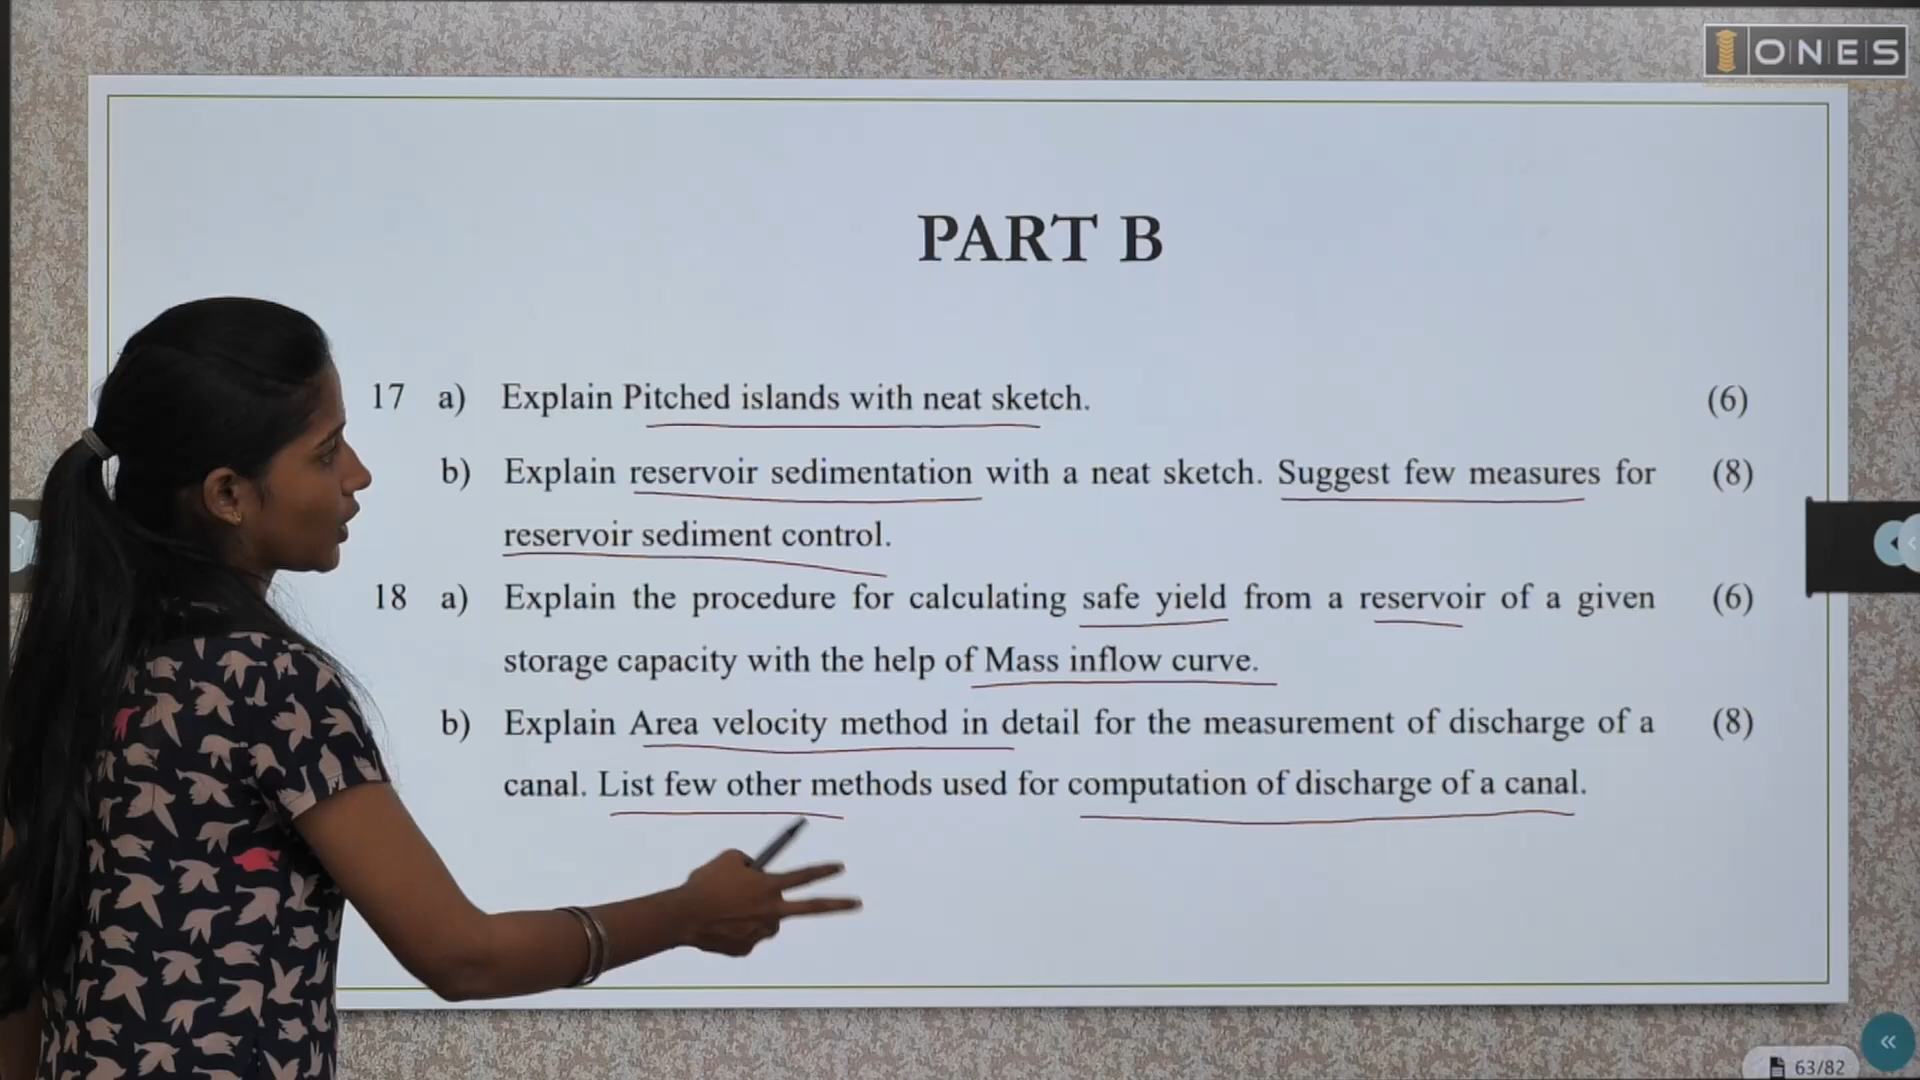 ONES
PART B
17 a) Explain Pitched islands with neat sketch. (6)
b) Explain reservoir sedimentation with a neat sketch. Suggest few measures for (8)
reservoir sediment control.
18 a) Explain the procedure for calculating safe yield from a reservoir of a given (6)
storage capacity with the help of Mass inflow curve.
b) Explain Area velocity method in detail for the measurement of discharge of a (8)
canal. List few other methods used for computation of discharge of a canal.
63/82